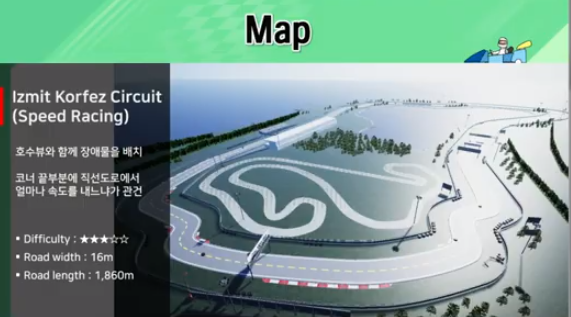 Map
Izmit Korfez Circuit
(Speed Racing)
호수뷰와 함께 장애물을 배치
코너 끝부분에 직선도로에서
얼마나 속도를 내느냐가 관건
▪ Difficulty : ★★★☆☆
▪ Road width : 16m
▪ Road length : 1,860m